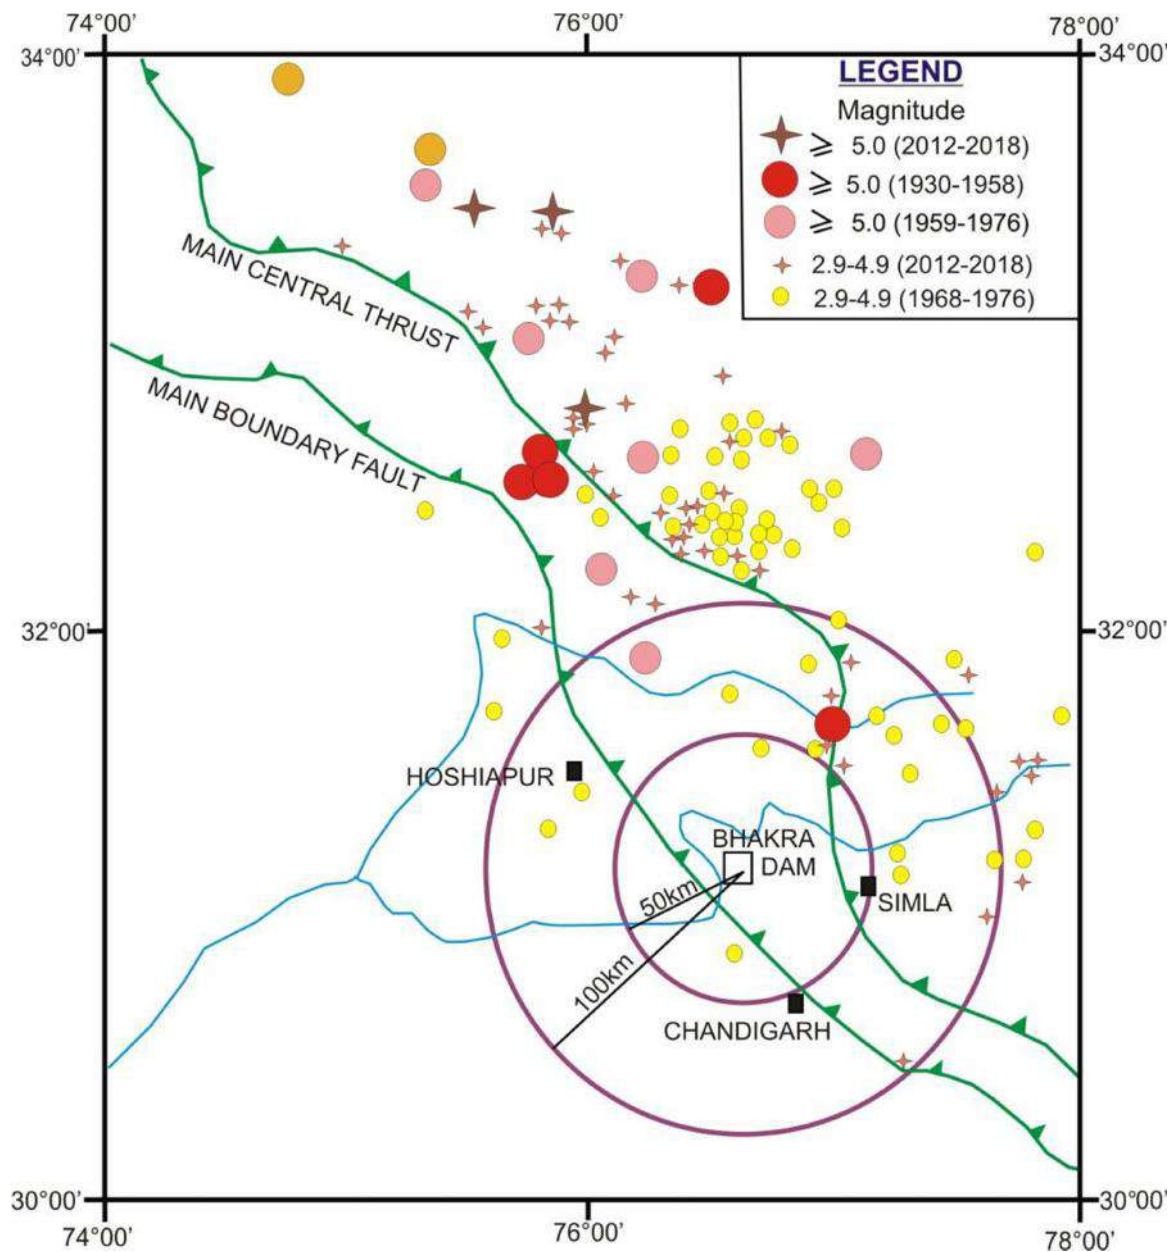 74°00' 76°00' 78°00'
34°00' 34°00'
LEGEND
Magnitude
⩾ 5.0 (2012-2018)
⩾ 5.0 (1930-1958)
⩾ 5.0 (1959-1976)
2.9-4.9 (2012-2018)
2.9-4.9 (1968-1976)
MAIN CENTRAL THRUST
MAIN BOUNDARY FAULT
32°00' 32°00'
HOSHIAPUR
BHAKRA
DAM
50km
SIMLA
100km
CHANDIGARH
30°00' 30°00'
74°00' 76°00' 78°00'